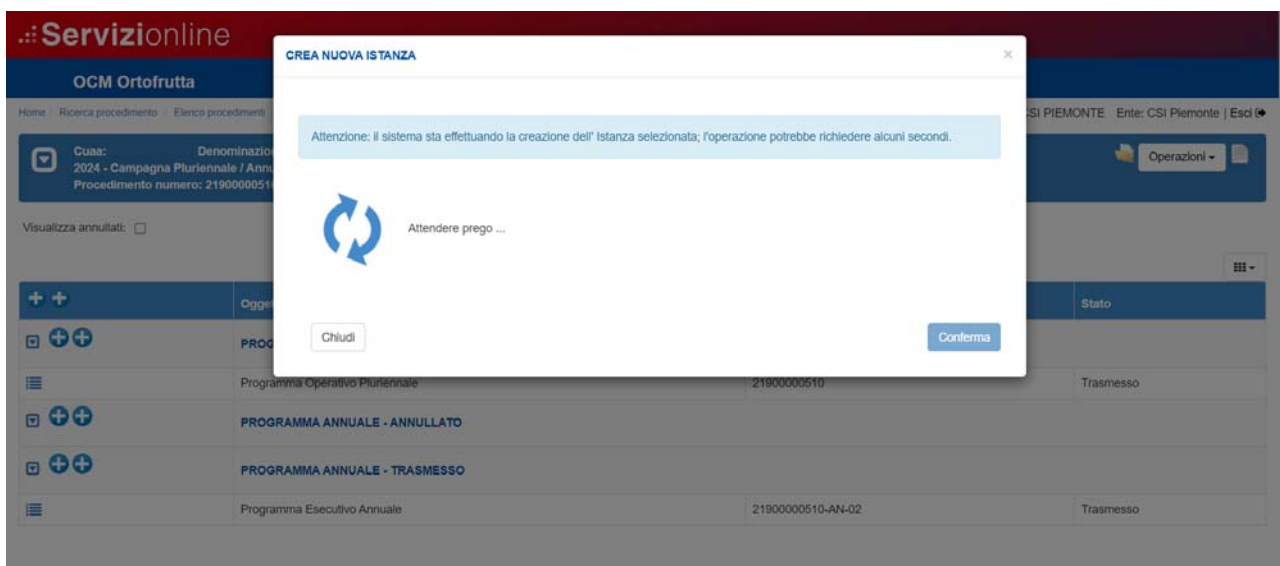 .::Servizionline
CREA NUOVA ISTANZA ×
OCM Ortofrutta
Home / Ricerca procedimento / Elenco procedimenti
CSI PIEMONTE Ente: CSI Piemonte | Esci
Attenzione: il sistema sta effettuando la creazione dell' Istanza selezionata; l'operazione potrebbe richiedere alcuni secondi.
Cuaa: Denominazio
2024 - Campagna Pluriennale / Annu
Procedimento numero: 2190000051
Operazioni
Visualizza annullati:
Attendere prego ...
Ogget Stato
Chiudi Conferma
PROG
Programma Operativo Pluriennale 21900000510 Trasmesso
PROGRAMMA ANNUALE - ANNULLATO
PROGRAMMA ANNUALE - TRASMESSO
Programma Esecutivo Annuale 21900000510-AN-02 Trasmesso